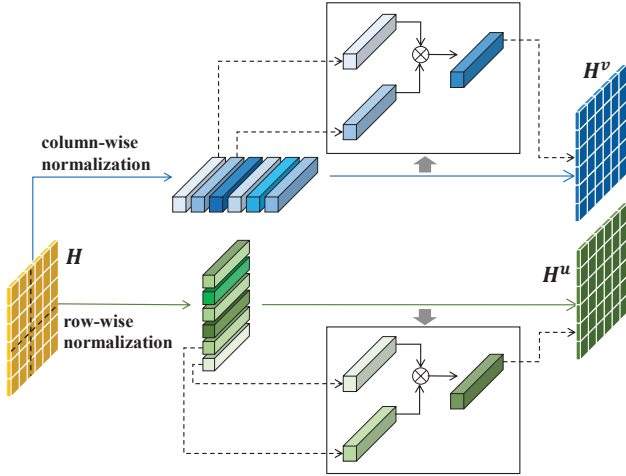 H^v
column-wise
normalization
H
H^u
row-wise
normalization